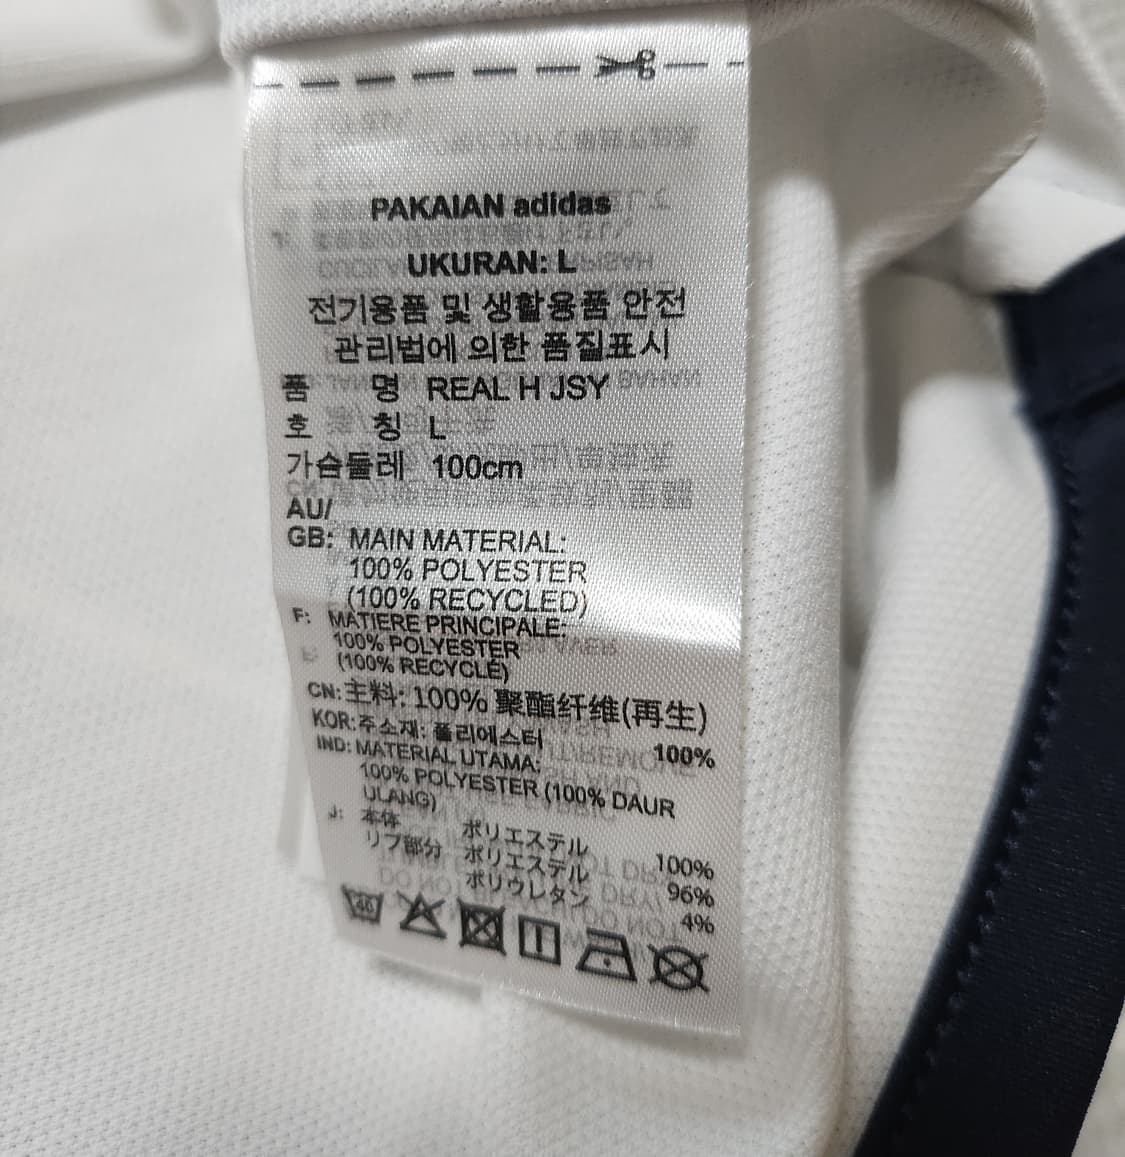 PAKAIAN adidas
UKURAN: L
전기용품 및 생활용품 안전
관리법에 의한 품질표시
품 명 REAL H JSY
호 칭 L
가슴둘레 100cm
AU/
GB: MAIN MATERIAL:
100% POLYESTER
(100% RECYCLED)
F: MATIERE PRINCIPALE:
100% POLYESTER
(100% RECYCLÉ)
CN: 主料: 100% 聚酯纤维(再生)
KOR: 주소재: 폴리에스터 100%
IND: MATERIAL UTAMA:
100% POLYESTER (100% DAUR
ULANG)
J: 本体 ポリエステル 100%
リブ部分 ポリエステル 96%
ポリウレタン 4%
40